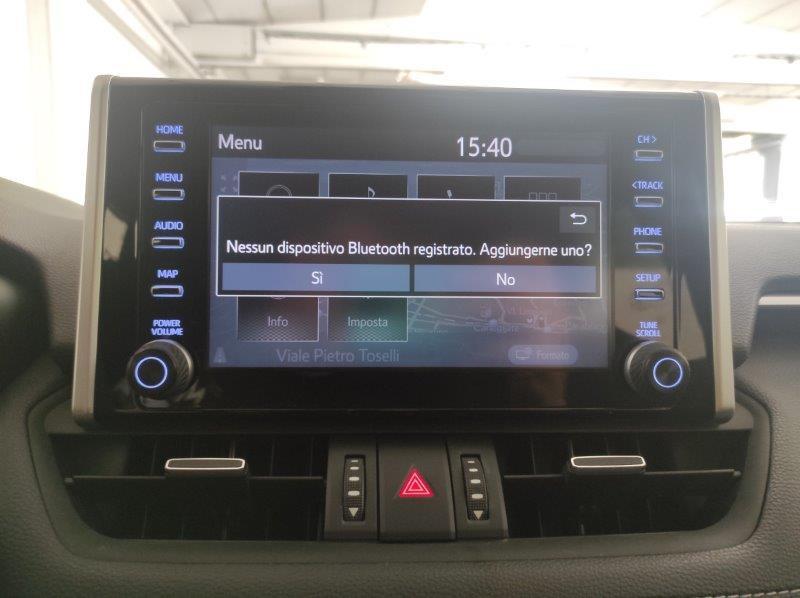 HOME
MENU
AUDIO
MAP
POWER
VOLUME
Menu
15:40
Nessun dispositivo Bluetooth registrato. Aggiungerne uno?
Sì
No
Info
Imposta
Viale Pietro Toselli
Formato
CH >
< TRACK
PHONE
SETUP
TUNE
SCROLL